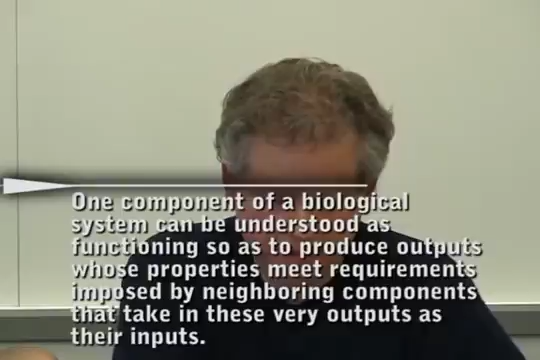 One component of a biological
system can be understood as
functioning so as to produce outputs
whose properties meet requirements
imposed by neighboring components
that take in these very outputs as
their inputs.